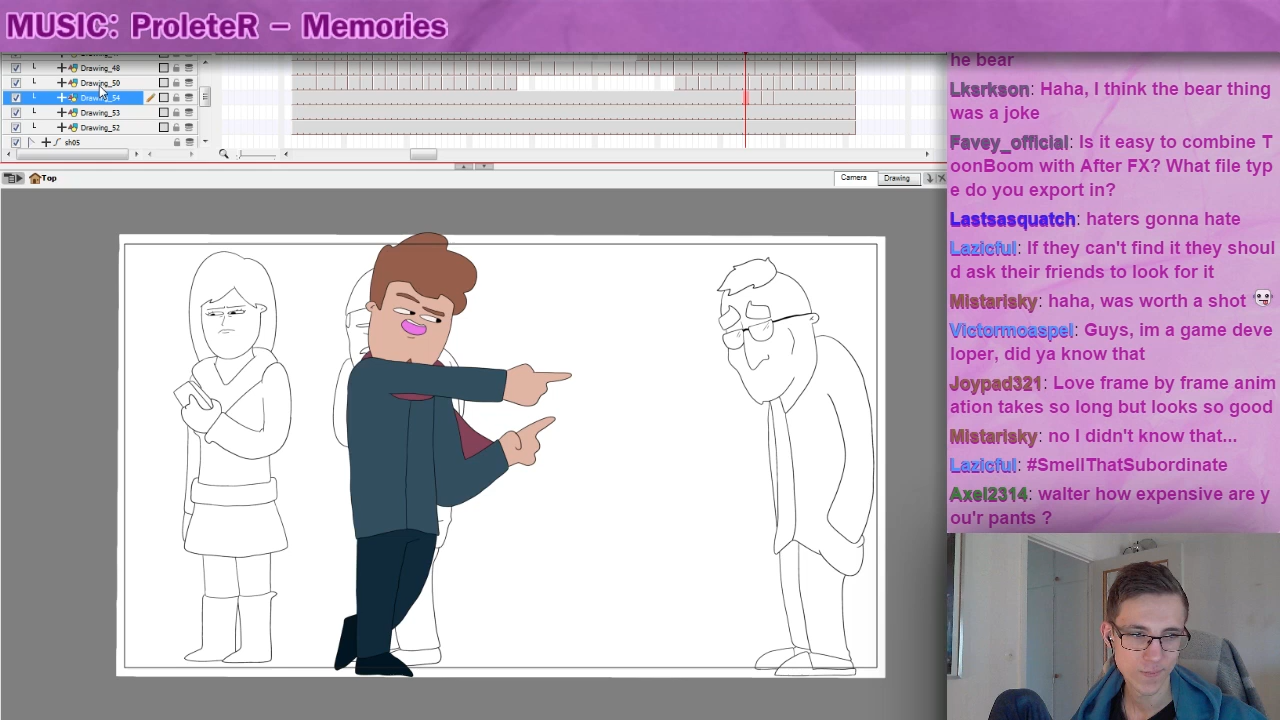 MUSIC: ProleteR – Memories
Drawing_48
Drawing_50
Drawing_54
Drawing_53
Drawing_52
sh05
Top
Camera
Drawing
he bear
Lksrkson: Haha, I think the bear thing
was a joke
Favey_official: Is it easy to combine T
oonBoom with After FX? What file typ
e do you export in?
Lastsasquatch: haters gonna hate
Lazicful: If they can't find it they shoul
d ask their friends to look for it
Mistarisky: haha, was worth a shot
Victormoaspel: Guys, im a game deve
loper, did ya know that
Joypad321: Love frame by frame anim
ation takes so long but looks so good
Mistarisky: no I didn't know that...
Lazicful: #SmellThatSubordinate
Axel2314: walter how expensive are y
ou'r pants ?